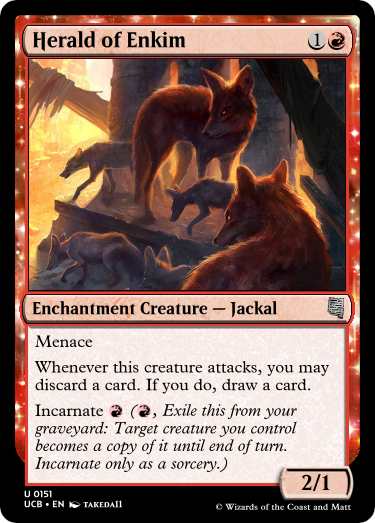 Herald of Enkim 1
Enchantment Creature — Jackal
Menace
Whenever this creature attacks, you may
discard a card. If you do, draw a card.
Incarnate (, Exile this from your
graveyard: Target creature you control
becomes a copy of it until end of turn.
Incarnate only as a sorcery.)
2/1
U 0151
UCB • EN TAKEDA11
© Wizards of the Coast and Matt